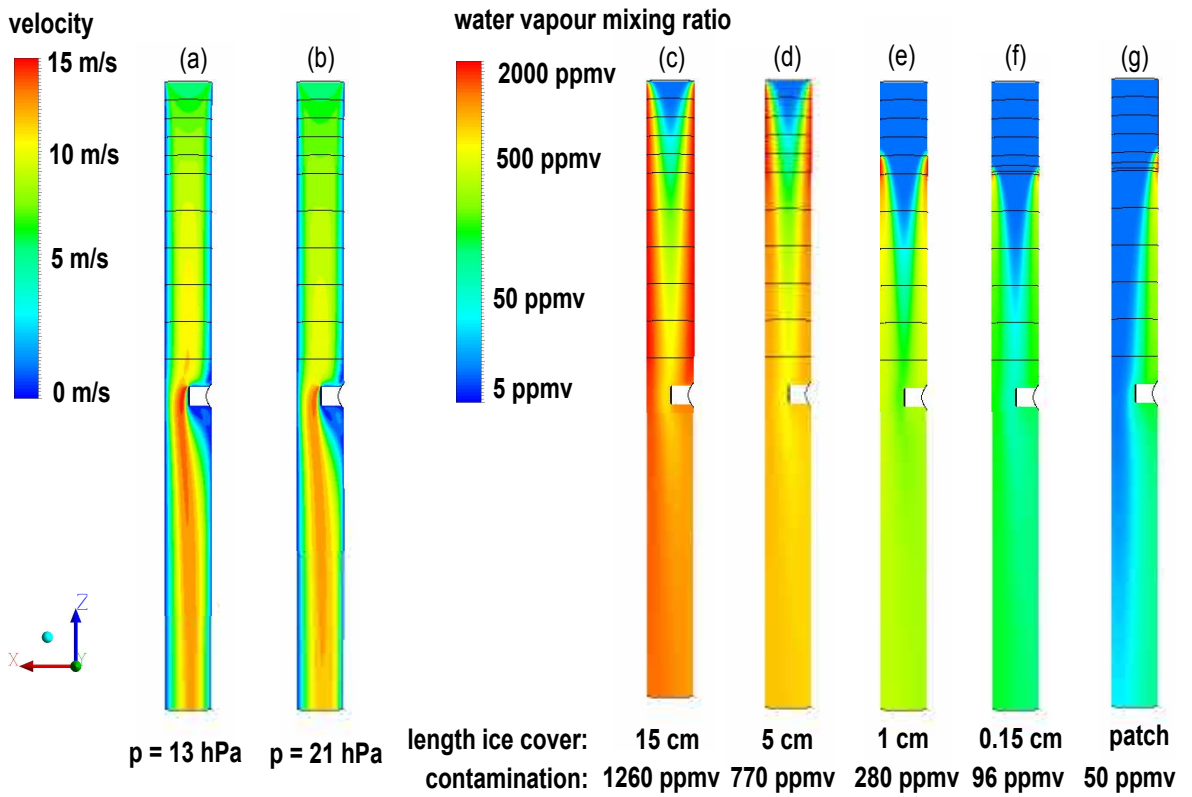 velocity
water vapour mixing ratio
(a)
(b)
(c)
(d)
(e)
(f)
(g)
15 m/s
10 m/s
5 m/s
0 m/s
2000 ppmv
500 ppmv
50 ppmv
5 ppmv
Z
X
Y
p = 13 hPa
p = 21 hPa
length ice cover: 15 cm 5 cm 1 cm 0.15 cm patch
contamination: 1260 ppmv 770 ppmv 280 ppmv 96 ppmv 50 ppmv